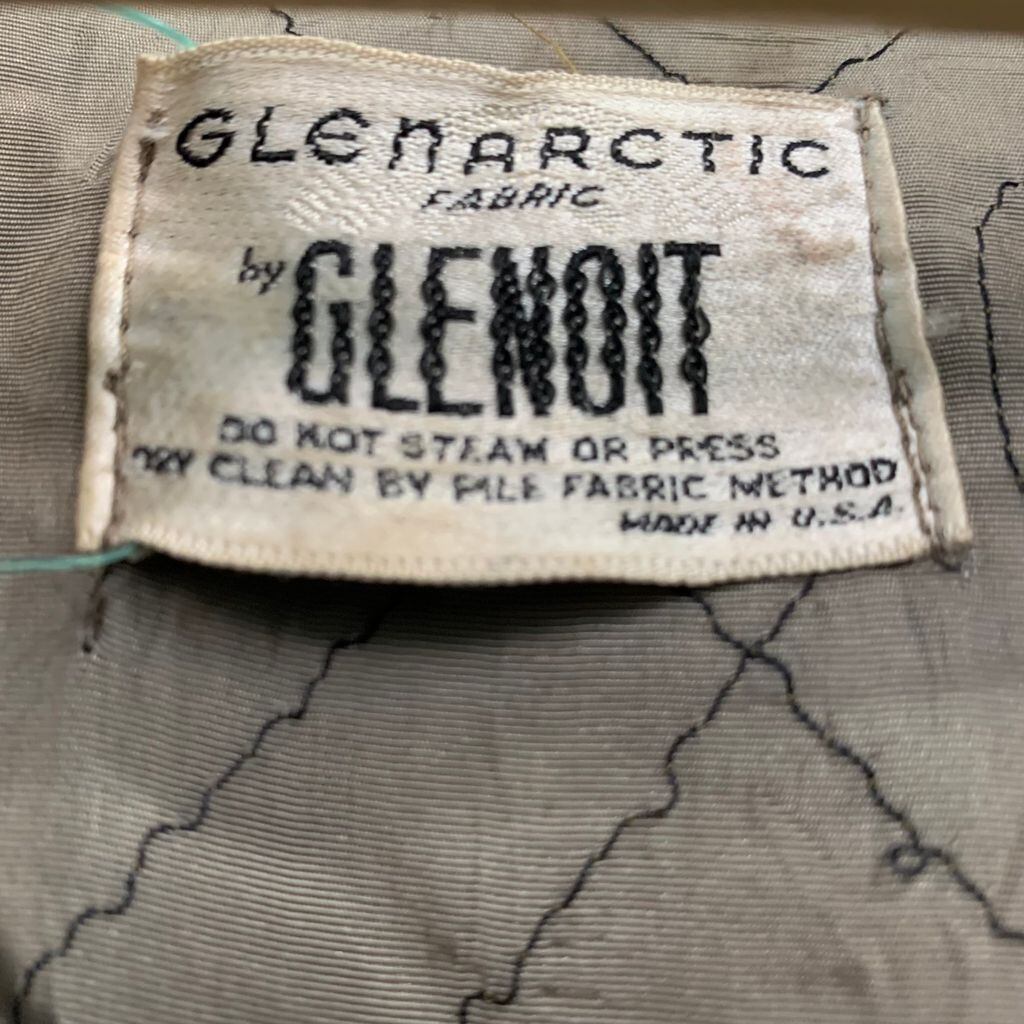 GLENARCTIC
FABRIC
by GLENOIT
DO NOT STEAM OR PRESS
DRY CLEAN BY PILE FABRIC METHOD
MADE IN U.S.A.